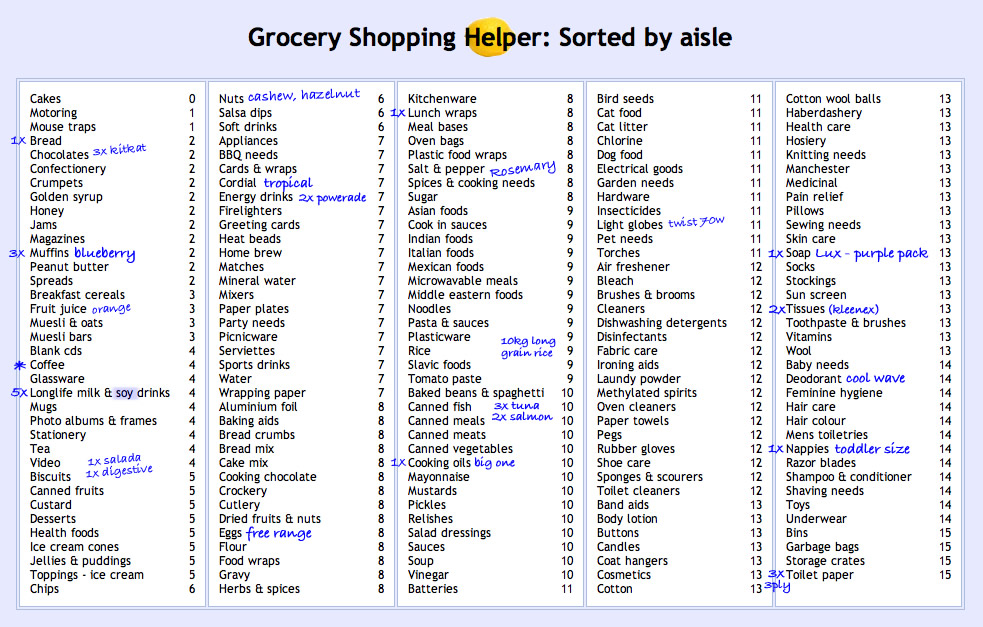 Grocery Shopping Helper: Sorted by aisle
Cakes 0
Motoring 1
Mouse traps 1
1x Bread 2
Chocolates 3x kitkat 2
Confectionery 2
Crumpets 2
Golden syrup 2
Honey 2
Jams 2
Magazines 2
3x Muffins blueberry 2
Peanut butter 2
Spreads 2
Breakfast cereals 3
Fruit juice orange 3
Muesli & oats 3
Muesli bars 3
Blank cds 4
* Coffee 4
Glassware 4
5x Longlife milk & soy drinks 4
Mugs 4
Photo albums & frames 4
Stationery 4
Tea 4
Video 4
1x salada
Biscuits 1x digestive 5
Canned fruits 5
Custard 5
Desserts 5
Health foods 5
Ice cream cones 5
Jellies & puddings 5
Toppings - ice cream 5
Chips 6
Nuts cashew, hazelnut 6
Salsa dips 6
Soft drinks 6
Appliances 7
BBQ needs 7
Cards & wraps 7
Cordial tropical 7
Energy drinks 2x powerade 7
Firelighters 7
Greeting cards 7
Heat beads 7
Home brew 7
Matches 7
Mineral water 7
Mixers 7
Paper plates 7
Party needs 7
Picnicware 7
Serviettes 7
Sports drinks 7
Water 7
Wrapping paper 7
Aluminium foil 8
Baking aids 8
Bread crumbs 8
Bread mix 8
Cake mix 8
Cooking chocolate 8
Crockery 8
Cutlery 8
Dried fruits & nuts 8
Eggs free range 8
Flour 8
Food wraps 8
Gravy 8
Herbs & spices 8
Kitchenware 8
1x Lunch wraps 8
Meal bases 8
Oven bags 8
Plastic food wraps 8
Salt & pepper Rosemary 8
Spices & cooking needs 8
Sugar 8
Asian foods 9
Cook in sauces 9
Indian foods 9
Italian foods 9
Mexican foods 9
Microwavable meals 9
Middle eastern foods 9
Noodles 9
Pasta & sauces 9
Plasticware 9
10kg long
Rice grain rice 9
Slavic foods 9
Tomato paste 9
Baked beans & spaghetti 10
Canned fish 3x tuna 10
2x salmon
Canned meals 10
Canned meats 10
Canned vegetables 10
1x Cooking oils big one 10
Mayonnaise 10
Mustards 10
Pickles 10
Relishes 10
Salad dressings 10
Sauces 10
Soup 10
Vinegar 10
Batteries 11
Bird seeds 11
Cat food 11
Cat litter 11
Chlorine 11
Dog food 11
Electrical goods 11
Garden needs 11
Hardware 11
Insecticides 11
Light globes twist 70W 11
Pet needs 11
Torches 11
Air freshener 12
Bleach 12
Brushes & brooms 12
Cleaners 12
Dishwashing detergents 12
Disinfectants 12
Fabric care 12
Ironing aids 12
Laundy powder 12
Methylated spirits 12
Oven cleaners 12
Paper towels 12
Pegs 12
Rubber gloves 12
Shoe care 12
Sponges & scourers 12
Toilet cleaners 12
Band aids 13
Body lotion 13
Buttons 13
Candles 13
Coat hangers 13
Cosmetics 13
Cotton 13
Cotton wool balls 13
Haberdashery 13
Health care 13
Hosiery 13
Knitting needs 13
Manchester 13
Medicinal 13
Pain relief 13
Pillows 13
Sewing needs 13
Skin care 13
1x Soap Lux - purple pack 13
Socks 13
Stockings 13
Sun screen 13
2x Tissues (kleenex) 13
Toothpaste & brushes 13
Vitamins 13
Wool 13
Baby needs 14
Deodorant cool wave 14
Feminine hygiene 14
Hair care 14
Hair colour 14
Mens toiletries 14
1x Nappies toddler size 14
Razor blades 14
Shampoo & conditioner 14
Shaving needs 14
Toys 14
Underwear 14
Bins 15
Garbage bags 15
Storage crates 15
3x Toilet paper 15
3ply